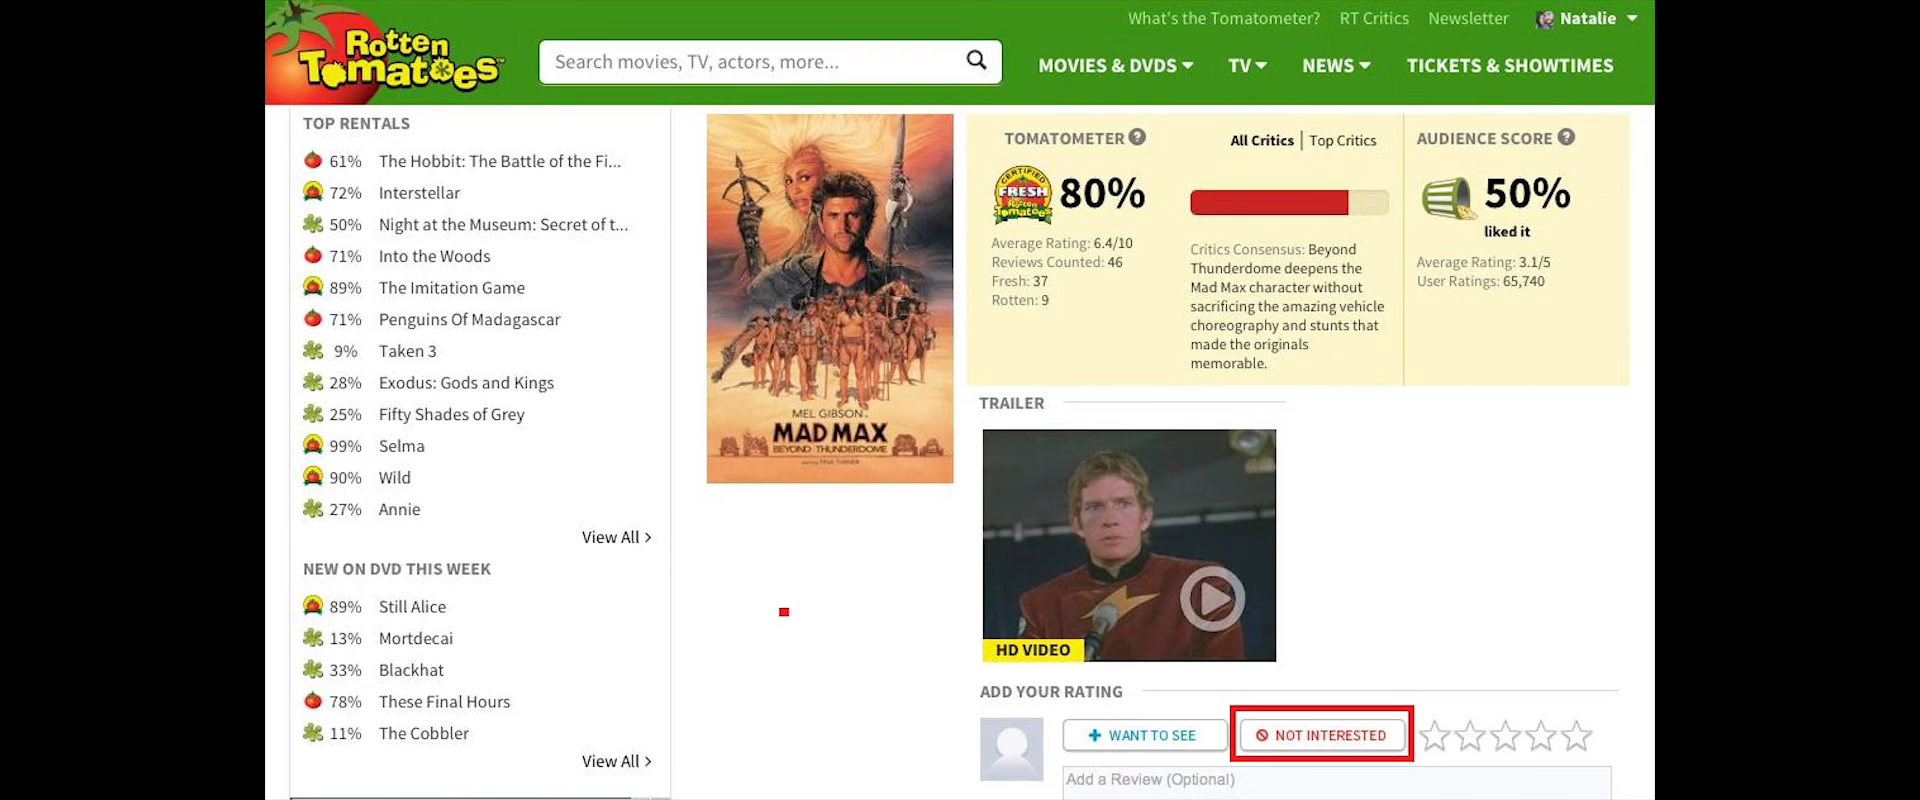 Rotten Tomatoes
Search movies, TV, actors, more...
What's the Tomatometer? RT Critics Newsletter Natalie
MOVIES & DVDS TV NEWS TICKETS & SHOWTIMES
TOP RENTALS
61% The Hobbit: The Battle of the Fi...
72% Interstellar
50% Night at the Museum: Secret of t...
71% Into the Woods
89% The Imitation Game
71% Penguins Of Madagascar
9% Taken 3
28% Exodus: Gods and Kings
25% Fifty Shades of Grey
99% Selma
90% Wild
27% Annie
View All >
NEW ON DVD THIS WEEK
89% Still Alice
13% Mortdecai
33% Blackhat
78% These Final Hours
11% The Cobbler
View All >
MEL GIBSON
MAD MAX
BEYOND THUNDERDOME
TINA TURNER
TOMATOMETER ?
All Critics | Top Critics
CERTIFIED
FRESH
Rotten
Tomatoes
80%
Average Rating: 6.4/10
Reviews Counted: 46
Fresh: 37
Rotten: 9
Critics Consensus: Beyond
Thunderdome deepens the
Mad Max character without
sacrificing the amazing vehicle
choreography and stunts that
made the originals
memorable.
AUDIENCE SCORE ?
50%
liked it
Average Rating: 3.1/5
User Ratings: 65,740
TRAILER
HD VIDEO
ADD YOUR RATING
+ WANT TO SEE
NOT INTERESTED
Add a Review (Optional)